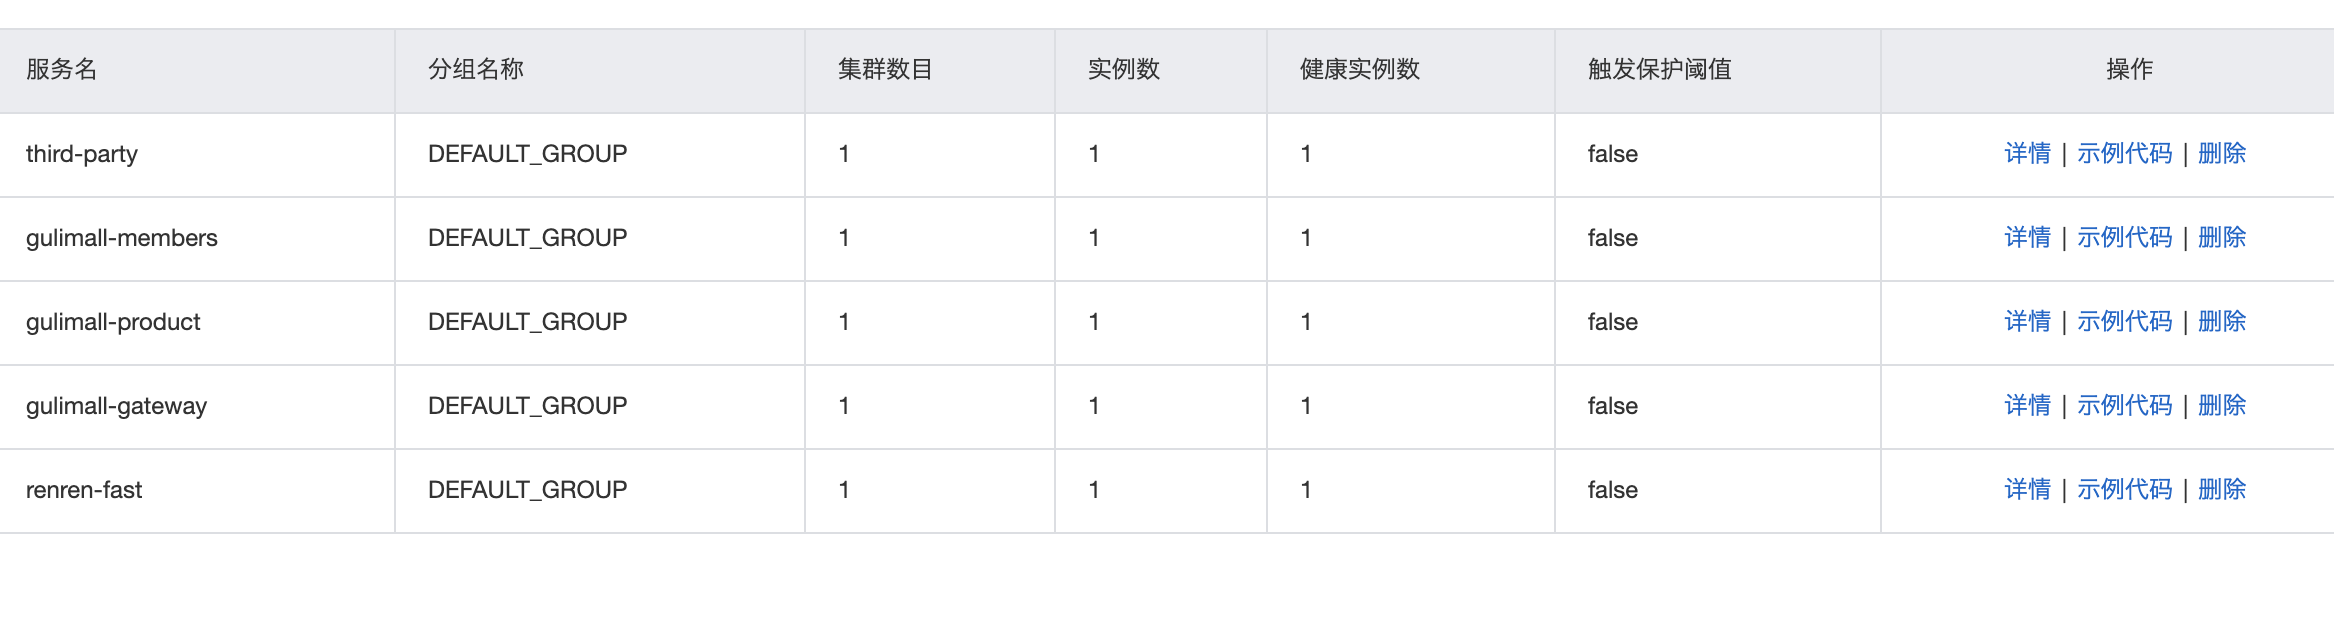 服务名 分组名称 集群数目 实例数 健康实例数 触发保护阈值 操作
third-party DEFAULT_GROUP 1 1 1 false 详情 | 示例代码 | 删除
gulimall-members DEFAULT_GROUP 1 1 1 false 详情 | 示例代码 | 删除
gulimall-product DEFAULT_GROUP 1 1 1 false 详情 | 示例代码 | 删除
gulimall-gateway DEFAULT_GROUP 1 1 1 false 详情 | 示例代码 | 删除
renren-fast DEFAULT_GROUP 1 1 1 false 详情 | 示例代码 | 删除